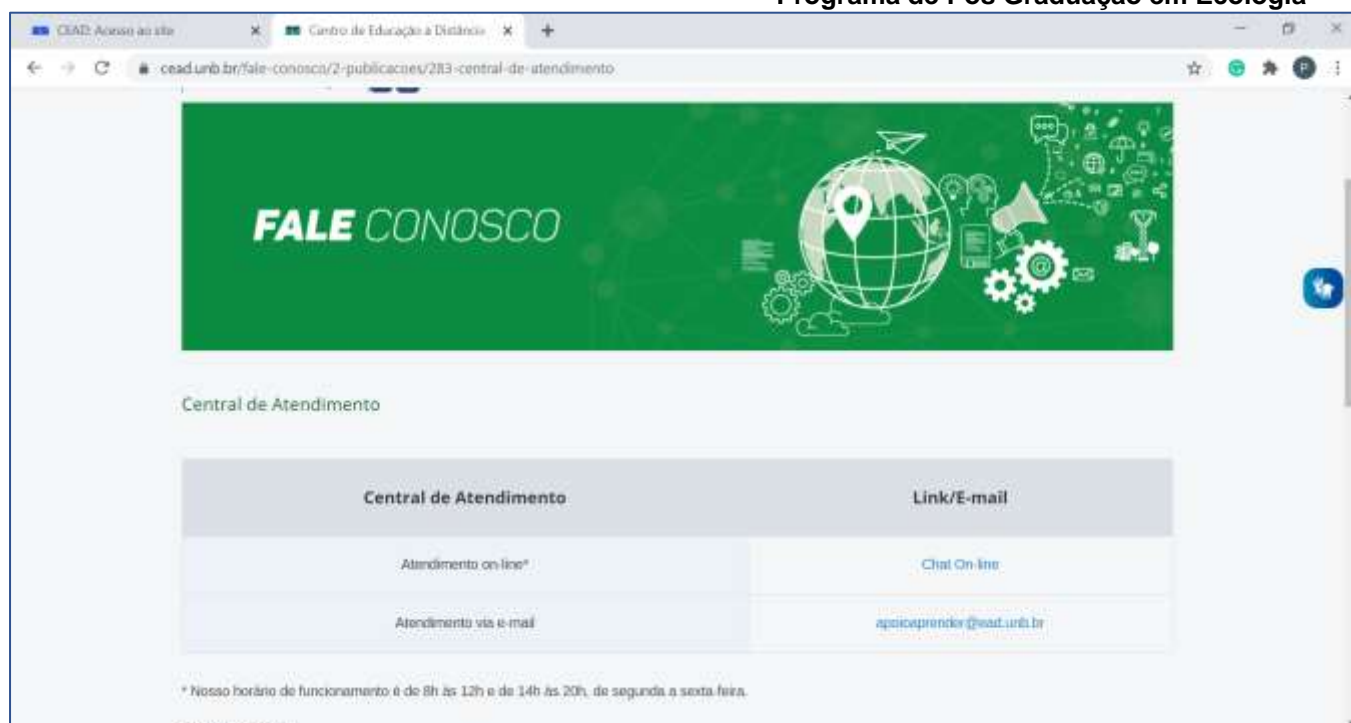 Programa de Pós Graduação em Ecologia
CEAD: Acesso ao site
Centro de Educação a Distância
cead.unb.br/fale-conosco/2-publicacoes/283-central-de-atendimento
P
FALE CONOSCO
Central de Atendimento
Central de Atendimento Link/E-mail
Atendimento on-line* Chat On-line
Atendimento via e-mail apoioaprender@ead.unb.br
* Nosso horário de funcionamento é de 8h às 12h e de 14h às 20h, de segunda a sexta-feira.